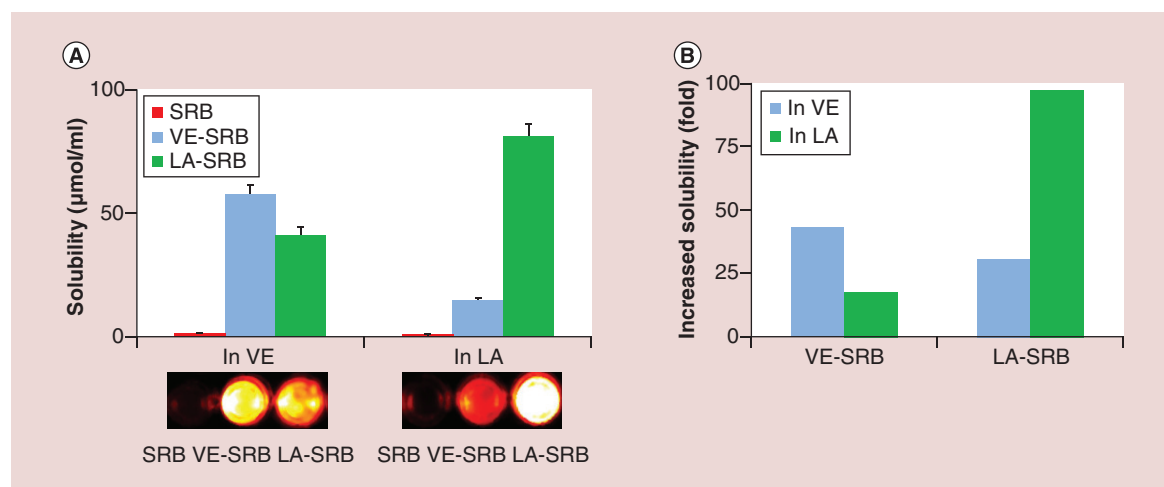 A
Solubility (µmol/ml)
100
50
0
SRB
VE-SRB
LA-SRB
In VE
In LA
SRB VE-SRB LA-SRB
SRB VE-SRB LA-SRB
B
Increased solubility (fold)
100
75
50
25
0
In VE
In LA
VE-SRB
LA-SRB